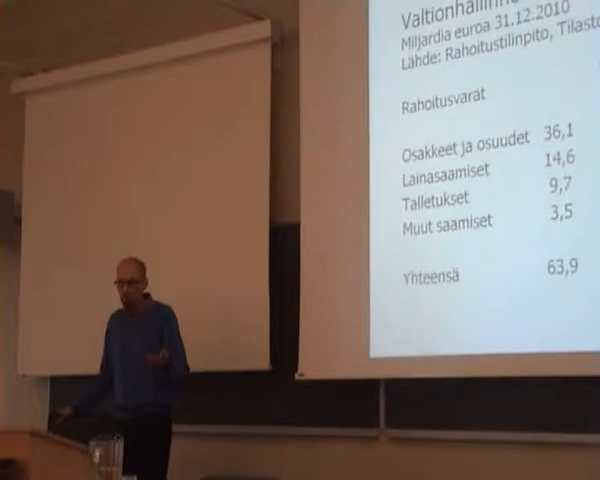 Miljardia euroa 31.12.2010
Lähde: Rahoitustilinpito,
Rahoitusvarat
Osakkeet ja osuudet 36,1
Lainasaamiset 14,6
Talletukset 9,7
Muut saamiset 3,5
Yhteensä 63,9